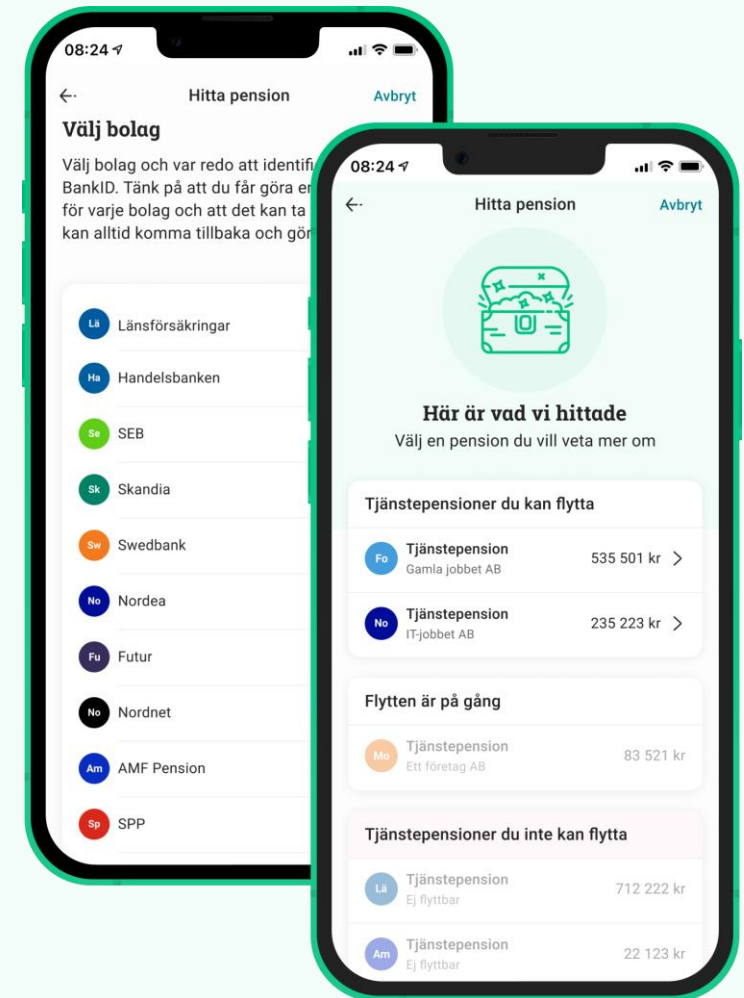 08:24
Hitta pension
Avbryt
Välj bolag
Välj bolag och var redo att
BankID. Tänk på att du får göra
för varje bolag och att det kan ta
kan alltid komma tillbaka och
Lä Länsförsäkringar
Ha Handelsbanken
Se SEB
Sk Skandia
Sw Swedbank
No Nordea
Fu Futur
No Nordnet
Am AMF Pension
Sp SPP
08:24
Hitta pension
Avbryt
Här är vad vi hittade
Välj en pension du vill veta mer om
Tjänstepensioner du kan flytta
Fo Tjänstepension 535 501 kr
Gamla jobbet AB
No Tjänstepension 235 223 kr
IT-jobbet AB
Flytten är på gång
Mo Tjänstepension 83 521 kr
Ett företag AB
Tjänstepensioner du inte kan flytta
Lä Tjänstepension 712 222 kr
Ej flyttbar
Am Tjänstepension 22 123 kr
Ej flyttbar